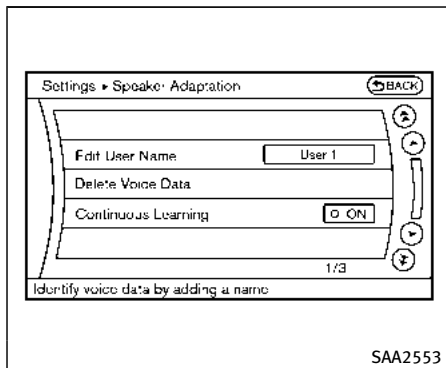 Settings ▸ Speaker Adaptation
BACK
Edit User Name
User 1
Delete Voice Data
Continuous Learning
ON
1/3
Identify voice data by adding a name
SAA2553